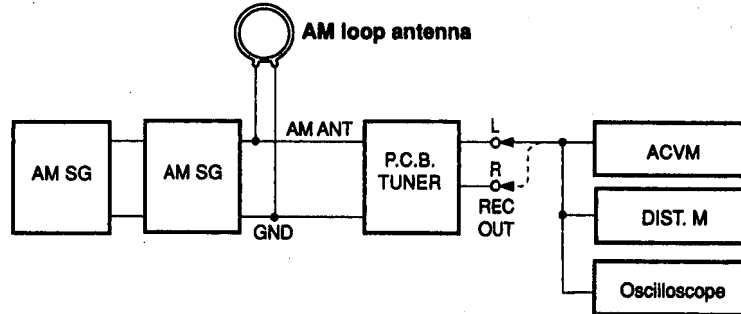 AM loop antenna
AM SG
AM SG
AM ANT
GND
P.C.B.
TUNER
L
R
REC
OUT
ACVM
DIST. M
Oscilloscope